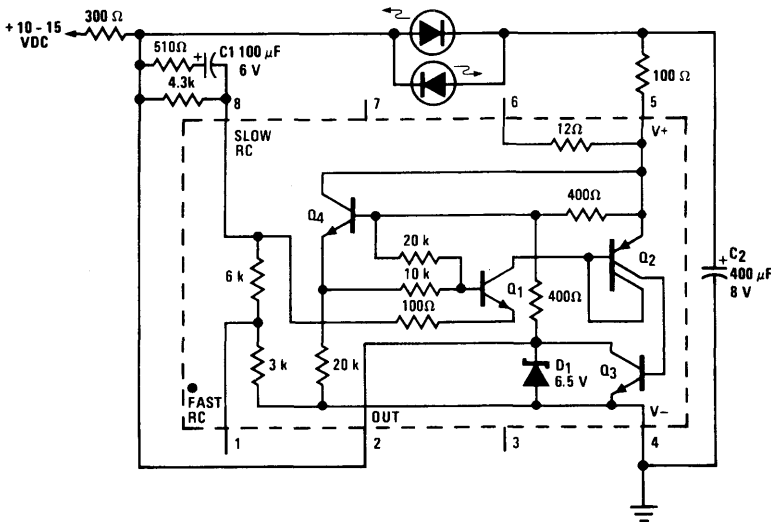 + 10 - 15
VDC
300 Ω
510Ω
+
C1 100 μF
6 V
4.3k
8
7
6
5
100 Ω
SLOW
RC
12Ω
V+
Q4
400Ω
20 k
10 k
Q1
100Ω
400Ω
Q2
+
C2
400 μF
8 V
6 k
3 k
20 k
D1
6.5 V
Q3
FAST
RC
OUT
V−
1
2
3
4